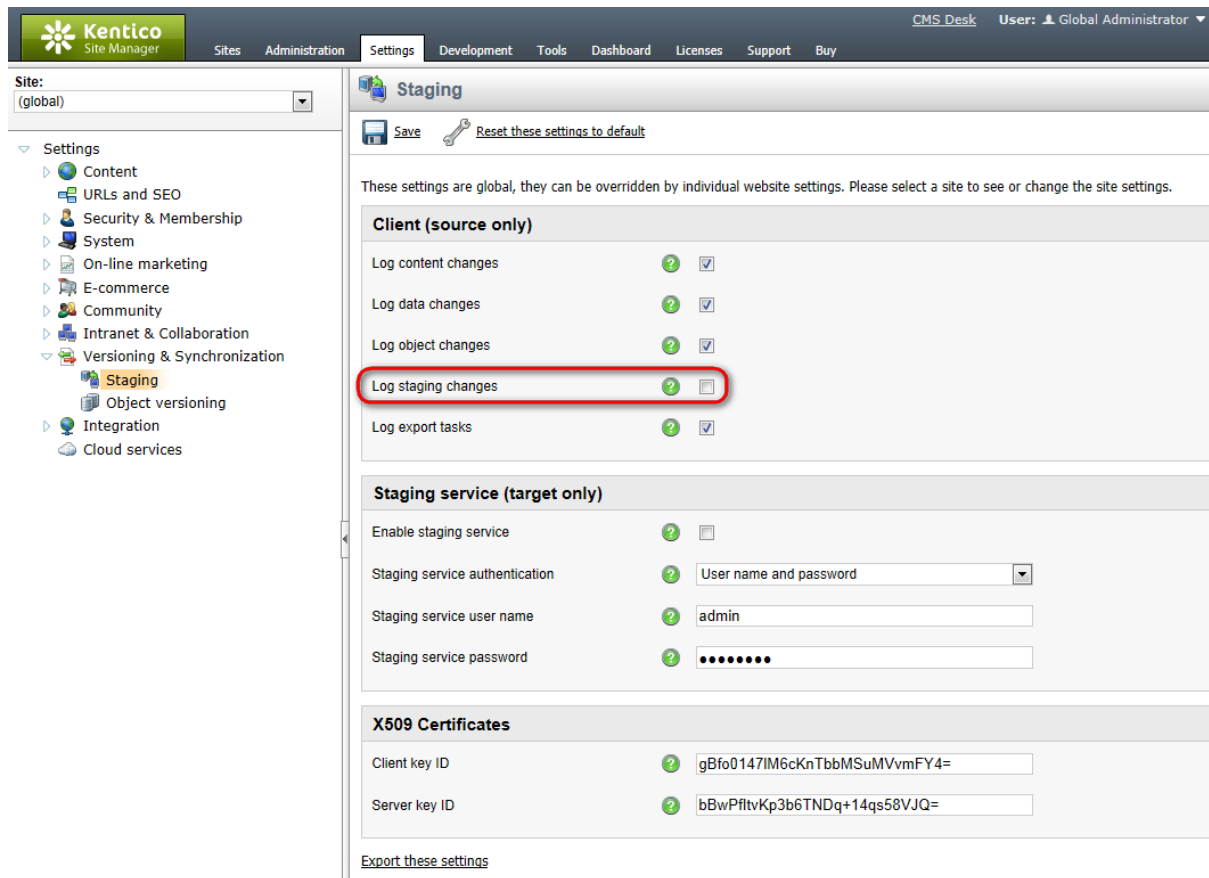 CMS Desk User: Global Administrator
Kentico
Site Manager
Sites Administration Settings Development Tools Dashboard Licenses Support Buy
Site:
(global)
Settings
Content
URLs and SEO
Security & Membership
System
On-line marketing
E-commerce
Community
Intranet & Collaboration
Versioning & Synchronization
Staging
Object versioning
Integration
Cloud services
Staging
Save Reset these settings to default
These settings are global, they can be overridden by individual website settings. Please select a site to see or change the site settings.
Client (source only)
Log content changes ?
Log data changes ?
Log object changes ?
Log staging changes ?
Log export tasks ?
Staging service (target only)
Enable staging service ?
Staging service authentication ? User name and password
Staging service user name ? admin
Staging service password ? ●●●●●●●●
X509 Certificates
Client key ID ? gBfo0147lM6cKnTbbMSuMVvmFY4=
Server key ID ? bBwPfltvKp3b6TNDq+14qs58VJQ=
Export these settings